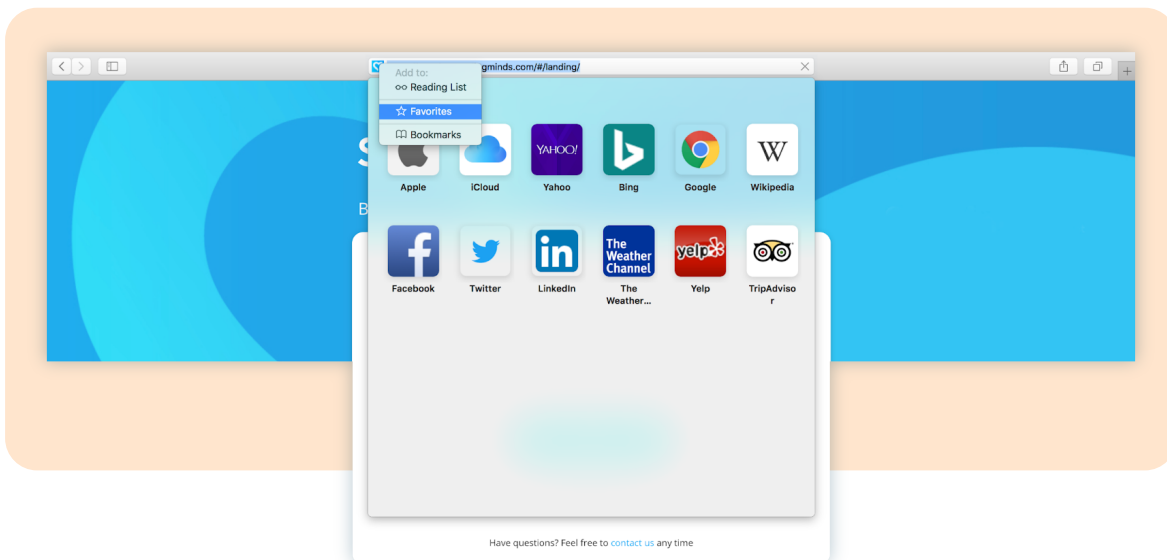 gminds.com/#/landing/
Add to:
Reading List
Favorites
Bookmarks
S
B
YAHOO!
W
Apple
iCloud
Yahoo
Bing
Google
Wikipedia
f
in
The
Weather
Channel
yelp
Facebook
Twitter
LinkedIn
The
Weather...
Yelp
TripAdviso
r
Have questions? Feel free to contact us any time